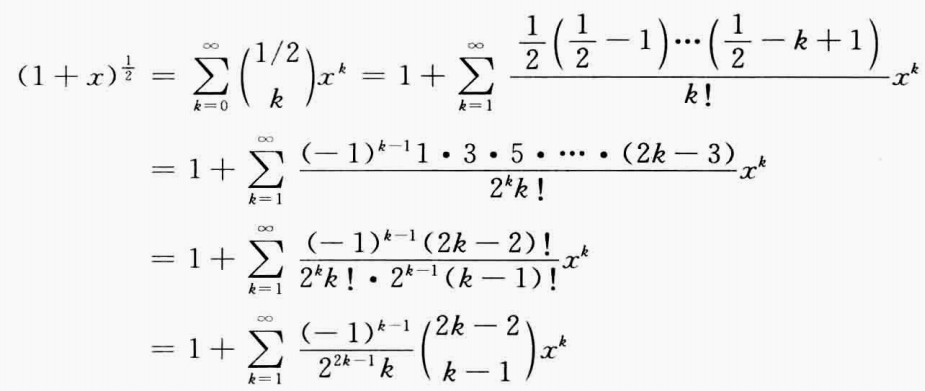 $(1+x)^{\frac{1}{2}} = \sum_{k=0}^{\infty} \binom{1/2}{k} x^k = 1 + \sum_{k=1}^{\infty} \frac{\frac{1}{2}\left(\frac{1}{2}-1\right)\cdots\left(\frac{1}{2}-k+1\right)}{k!} x^k$
$= 1 + \sum_{k=1}^{\infty} \frac{(-1)^{k-1} 1 \cdot 3 \cdot 5 \cdot \cdots \cdot (2k-3)}{2^k k!} x^k$
$= 1 + \sum_{k=1}^{\infty} \frac{(-1)^{k-1} (2k-2)!}{2^k k! \cdot 2^{k-1} (k-1)!} x^k$
$= 1 + \sum_{k=1}^{\infty} \frac{(-1)^{k-1}}{2^{2k-1} k} \binom{2k-2}{k-1} x^k$